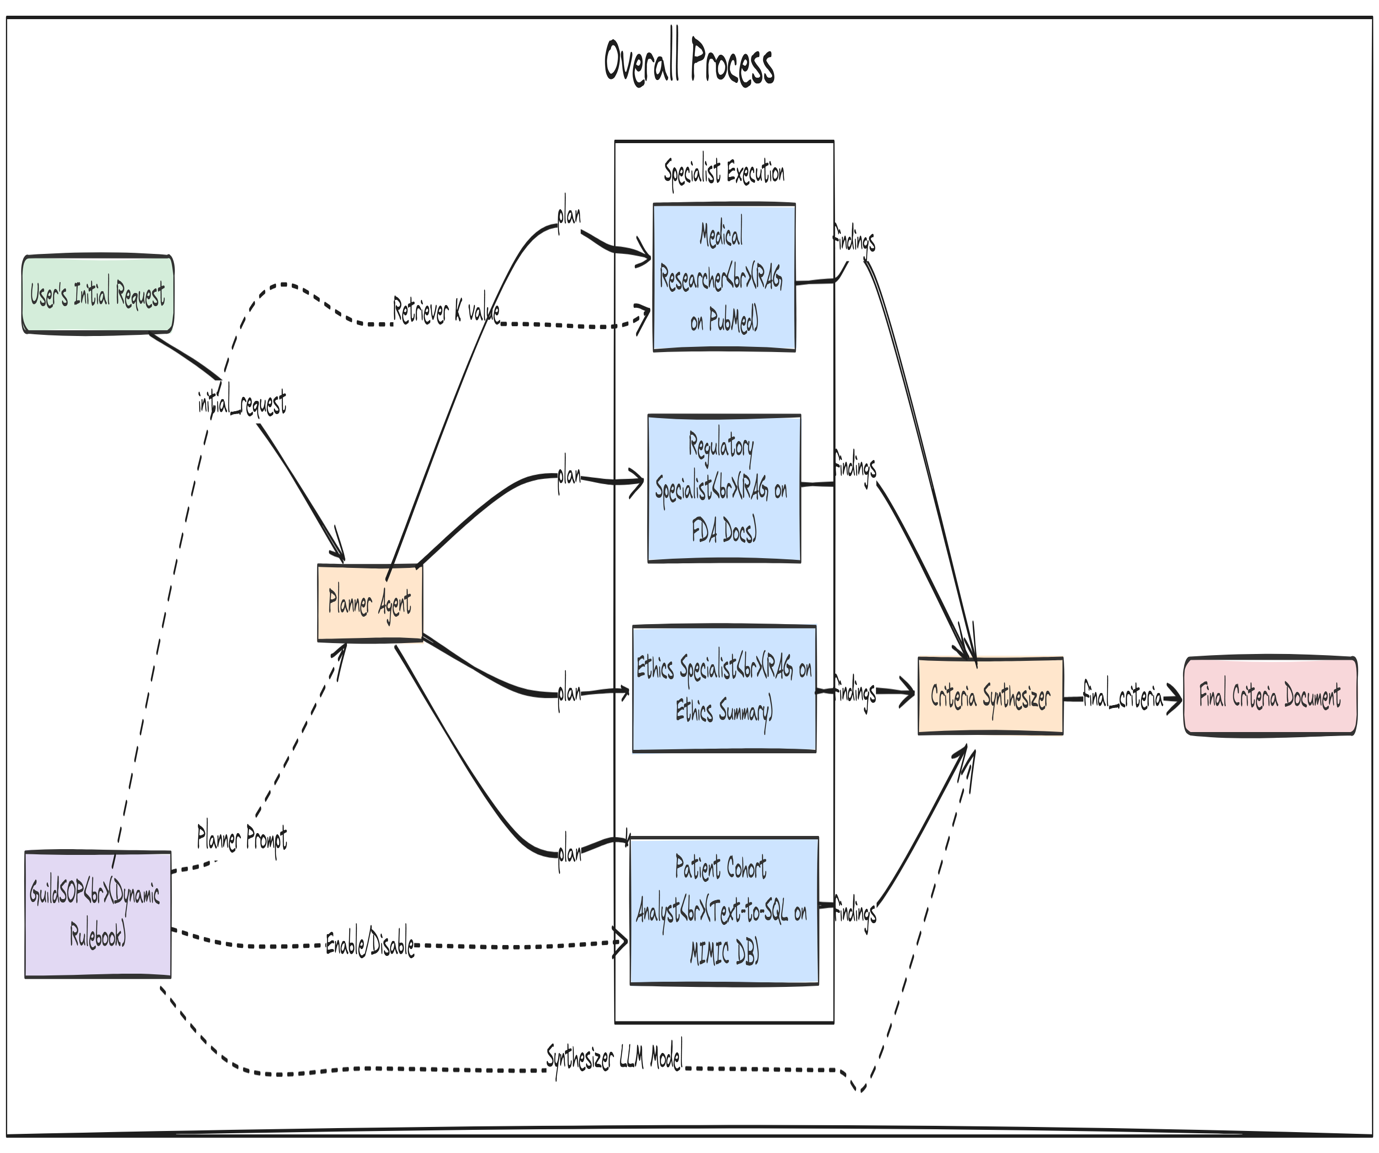 Overall Process
Specialist Execution
User's Initial Request
initial_request
Planner Agent
plan
plan
plan
plan
Retriever K value
Planner Prompt
Enable/Disable
Synthesizer LLM Model
GuildSOP<br>(Dynamic
Rulebook)
Medical
Researcher<br>(RAG
on PubMed)
Regulatory
Specialist<br>(RAG on
FDA Docs)
Ethics Specialist<br>(RAG on
Ethics Summary)
Patient Cohort
Analyst<br>(Text-to-SQL on
MIMIC DB)
findings
findings
findings
findings
Criteria Synthesizer
final_criteria
Final Criteria Document